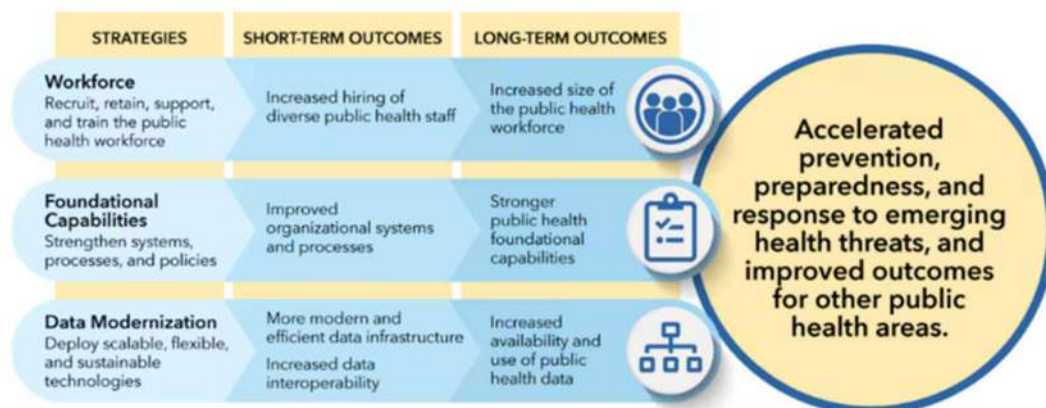 STRATEGIES
SHORT-TERM OUTCOMES
LONG-TERM OUTCOMES
Workforce
Recruit, retain, support,
and train the public
health workforce
Increased hiring of
diverse public health staff
Increased size of
the public health
workforce
Foundational
Capabilities
Strengthen systems,
processes, and policies
Improved
organizational systems
and processes
Stronger
public health
foundational
capabilities
Data Modernization
Deploy scalable, flexible,
and sustainable
technologies
More modern and
efficient data infrastructure
Increased data
interoperability
Increased
availability and
use of public
health data
Accelerated
prevention,
preparedness, and
response to emerging
health threats, and
improved outcomes
for other public
health areas.